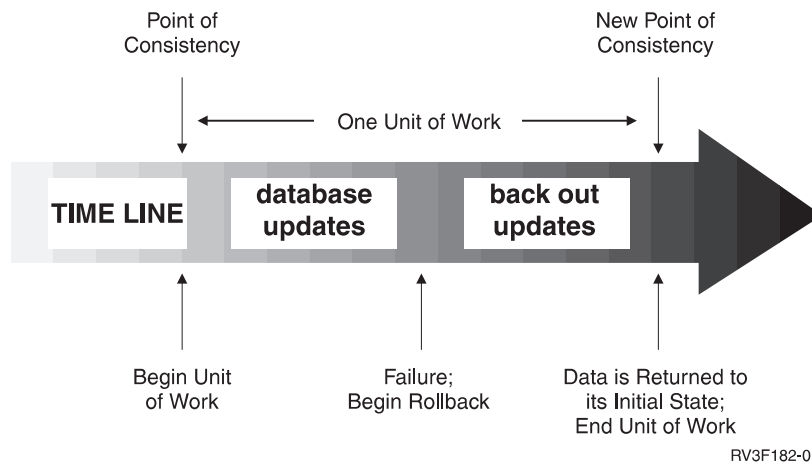 Point of
Consistency
New Point of
Consistency
One Unit of Work
TIME LINE
database
updates
back out
updates
Begin Unit
of Work
Failure;
Begin Rollback
Data is Returned to
its Initial State;
End Unit of Work
RV3F182-0